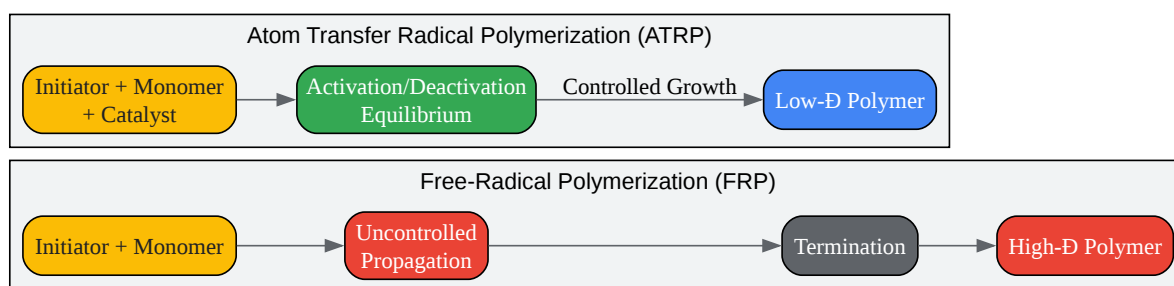 Atom Transfer Radical Polymerization (ATRP)
Initiator + Monomer
+ Catalyst
Activation/Deactivation
Equilibrium
Controlled Growth
Low-Đ Polymer
Free-Radical Polymerization (FRP)
Initiator + Monomer
Uncontrolled
Propagation
Termination
High-Đ Polymer